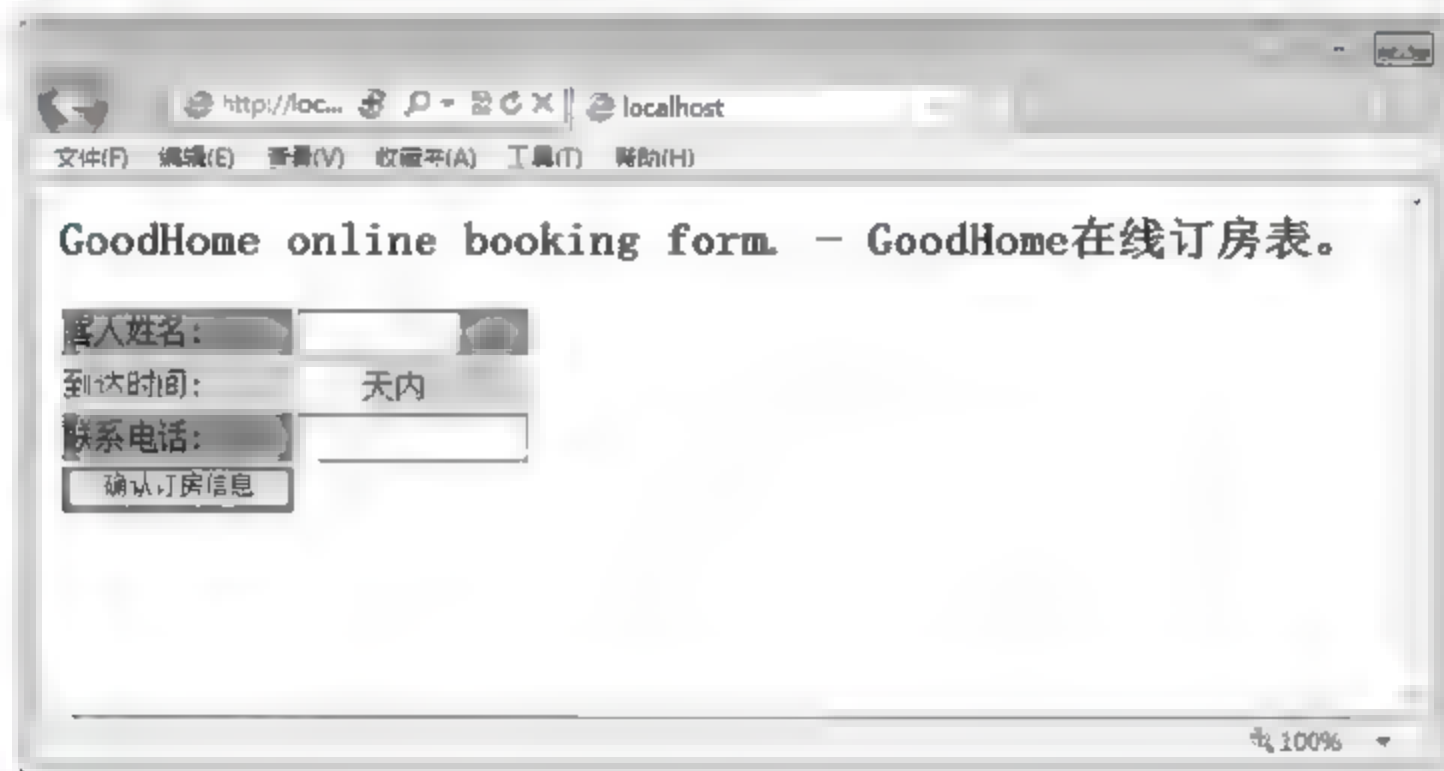 http://loc... localhost
文件(F) 编辑(E) 查看(V) 收藏夹(A) 工具(T) 帮助(H)
GoodHome online booking form. - GoodHome在线订房表。
客人姓名:
到达时间: 天内
联系电话:
确认订房信息
100%